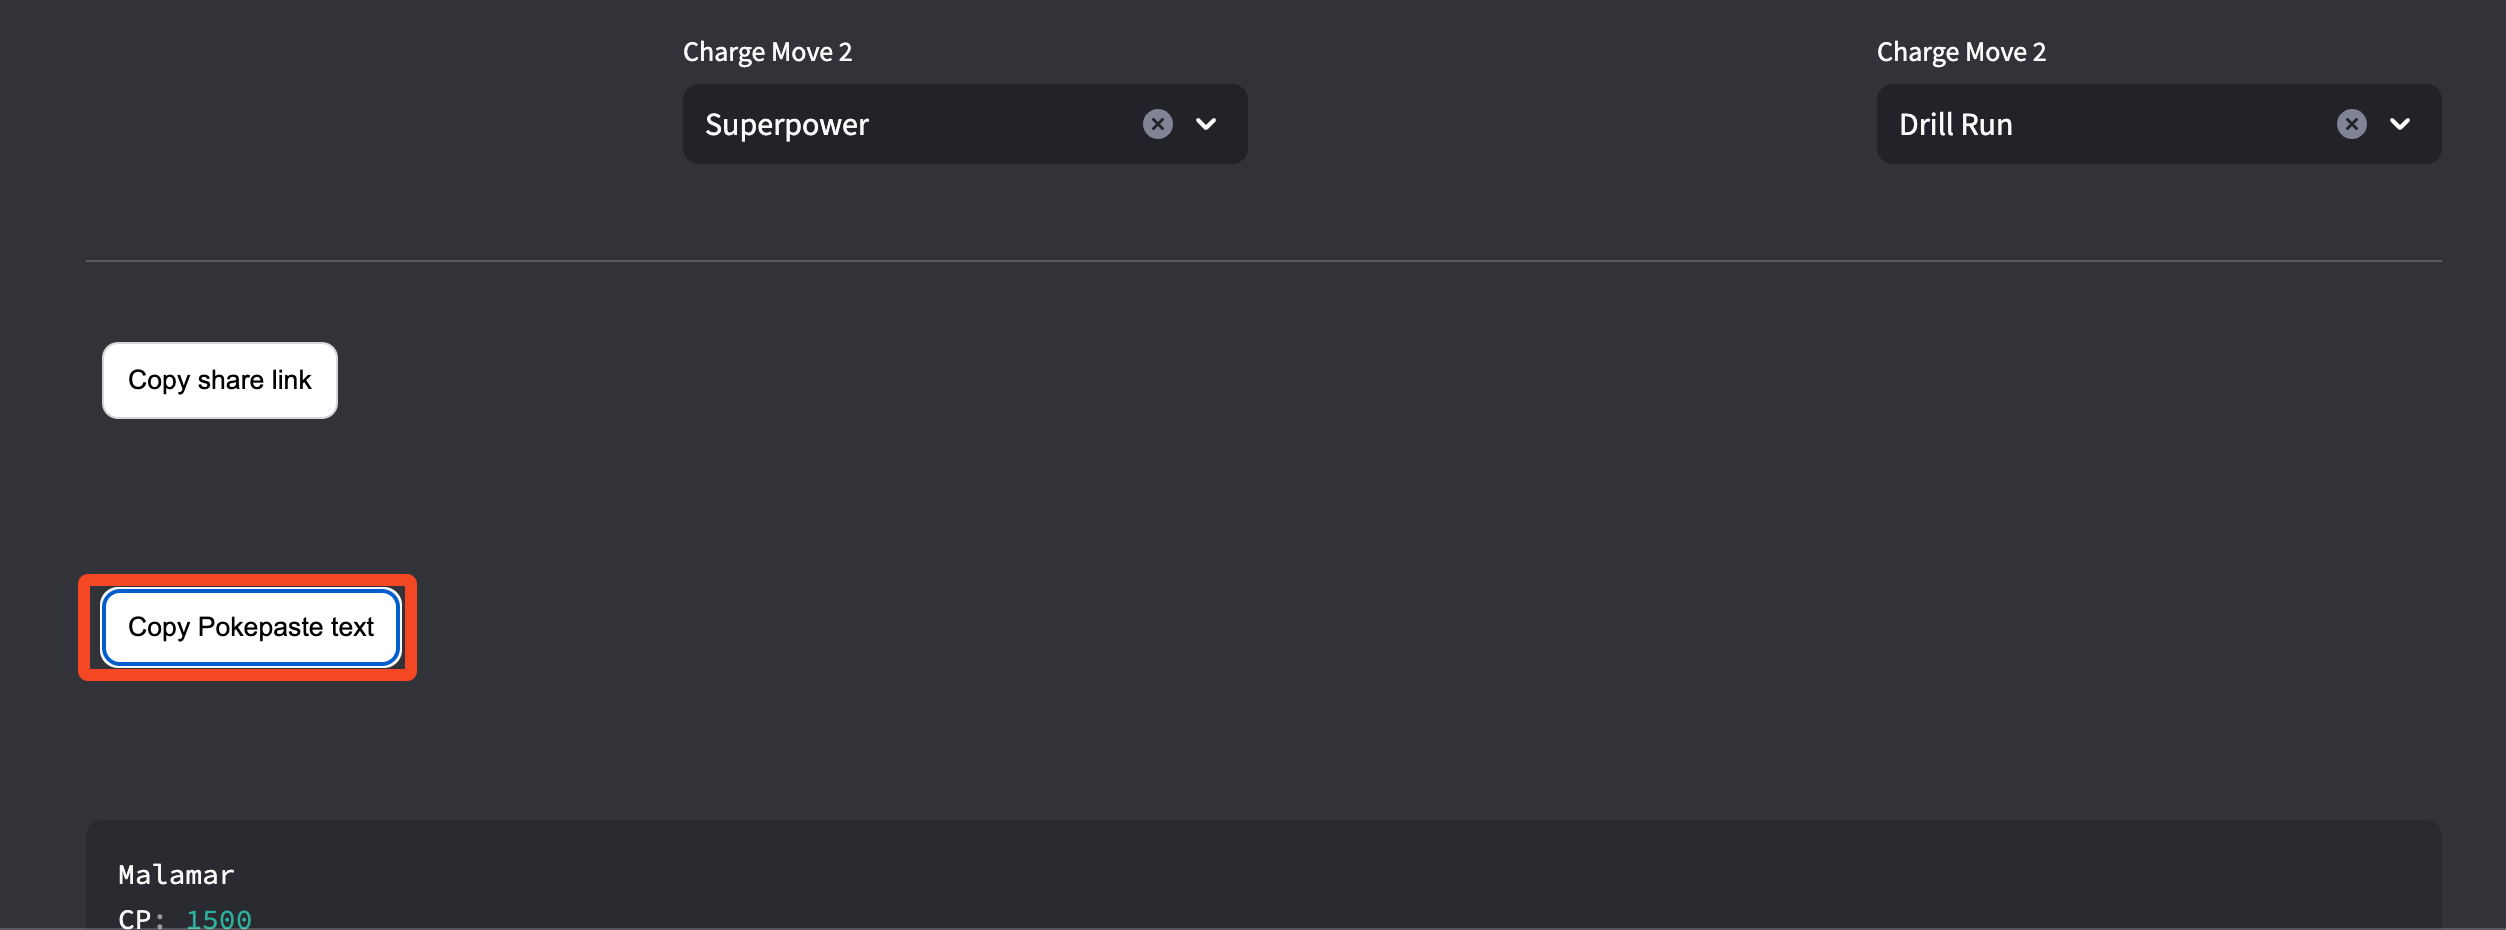 Charge Move 2
Charge Move 2
Superpower
Drill Run
Copy share link
Copy Pokepaste text
Malamar
CP: 1500